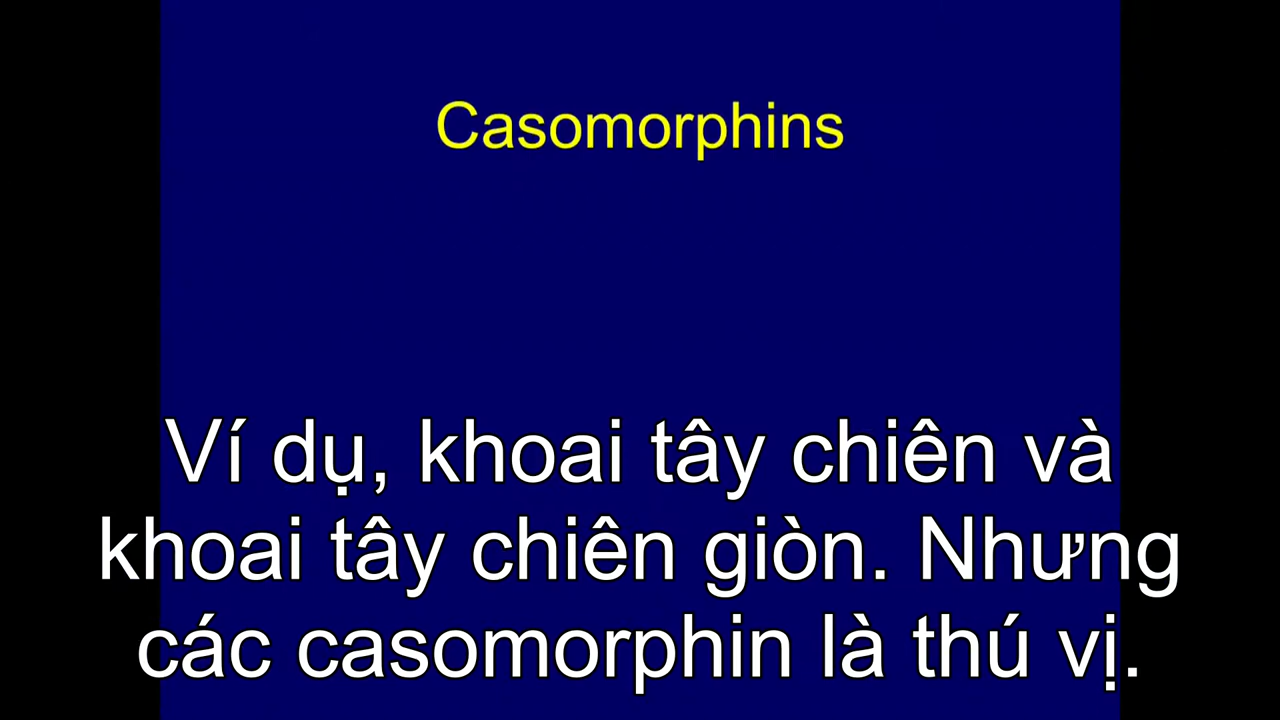 Casomorphins
Ví dụ, khoai tây chiên và
khoai tây chiên giòn. Nhưng
các casomorphin là thú vị.